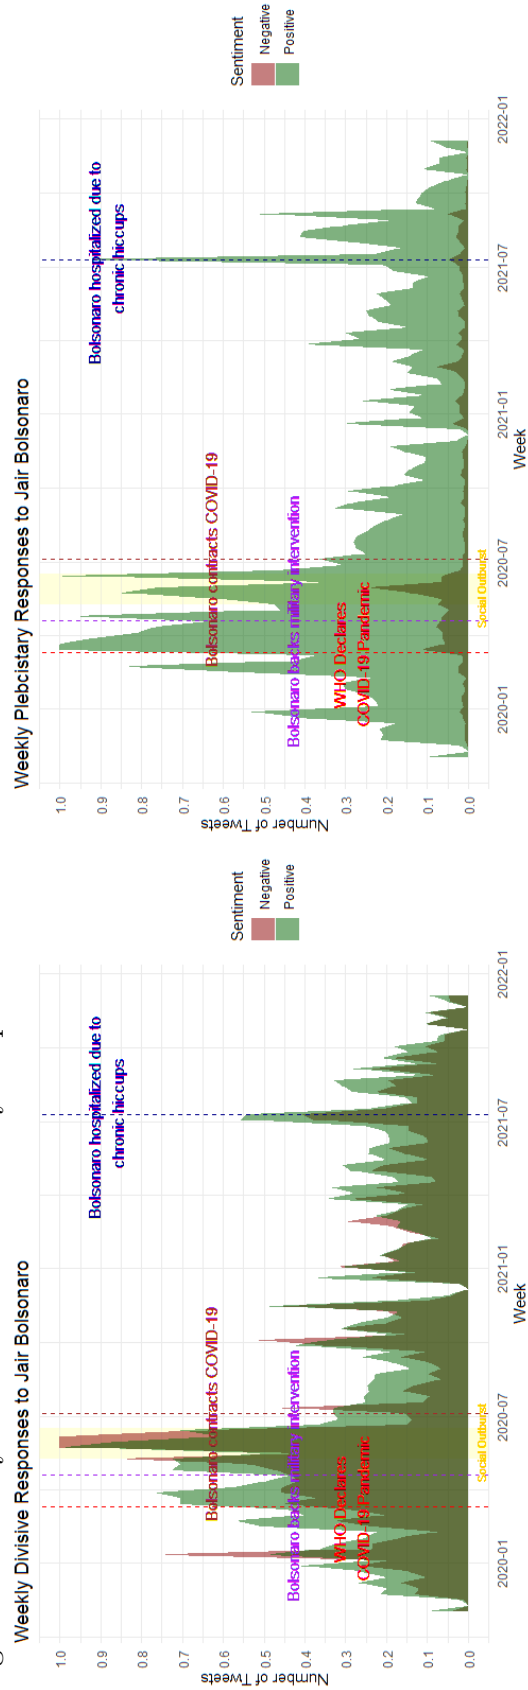 Weekly Divisive Responses to Jair Bolsonaro
Number of Tweets
1.0
0.9
0.8
0.7
0.6
0.5
0.4
0.3
0.2
0.1
0.0
Bolsonaro hospitalized due to
chronic hiccups
Bolsonaro contracts COVID-19
Bolsonaro backs military intervention
WHO Declares
COVID-19 Pandemic
Social Outburst
2020-01
2020-07
2021-01
2021-07
2022-01
Week
Sentiment
Negative
Positive
Weekly Plebcistary Responses to Jair Bolsonaro
Number of Tweets
1.0
0.9
0.8
0.7
0.6
0.5
0.4
0.3
0.2
0.1
0.0
Bolsonaro hospitalized due to
chronic hiccups
Bolsonaro contracts COVID-19
Bolsonaro backs military intervention
WHO Declares
COVID-19 Pandemic
Social Outburst
2020-01
2020-07
2021-01
2021-07
2022-01
Week
Sentiment
Negative
Positive